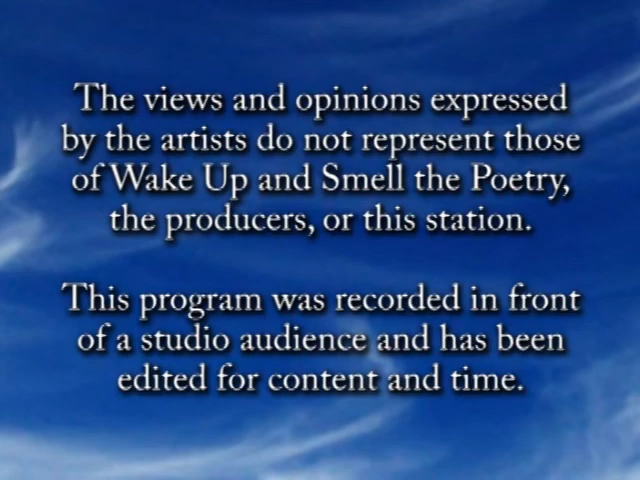 The views and opinions expressed
by the artists do not represent those
of Wake Up and Smell the Poetry,
the producers, or this station.
This program was recorded in front
of a studio audience and has been
edited for content and time.